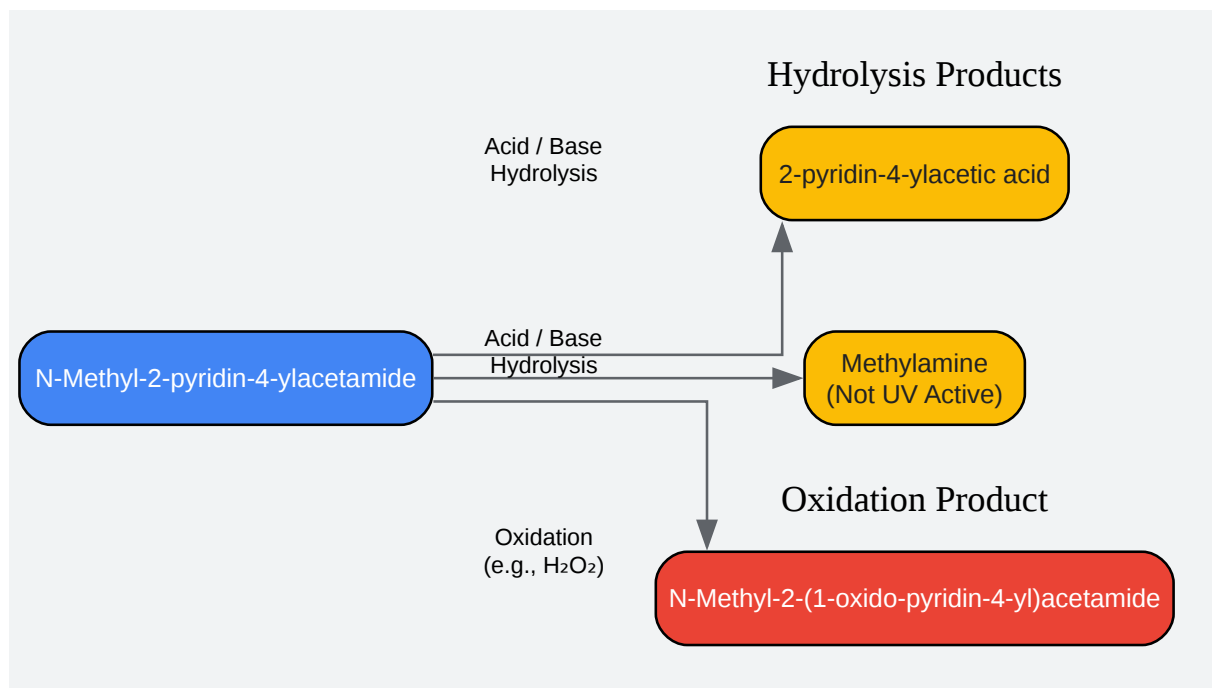 Hydrolysis Products
Acid / Base
Hydrolysis
2-pyridin-4-ylacetic acid
N-Methyl-2-pyridin-4-ylacetamide
Acid / Base
Hydrolysis
Methylamine
(Not UV Active)
Oxidation Product
Oxidation
(e.g., H₂O₂)
N-Methyl-2-(1-oxido-pyridin-4-yl)acetamide